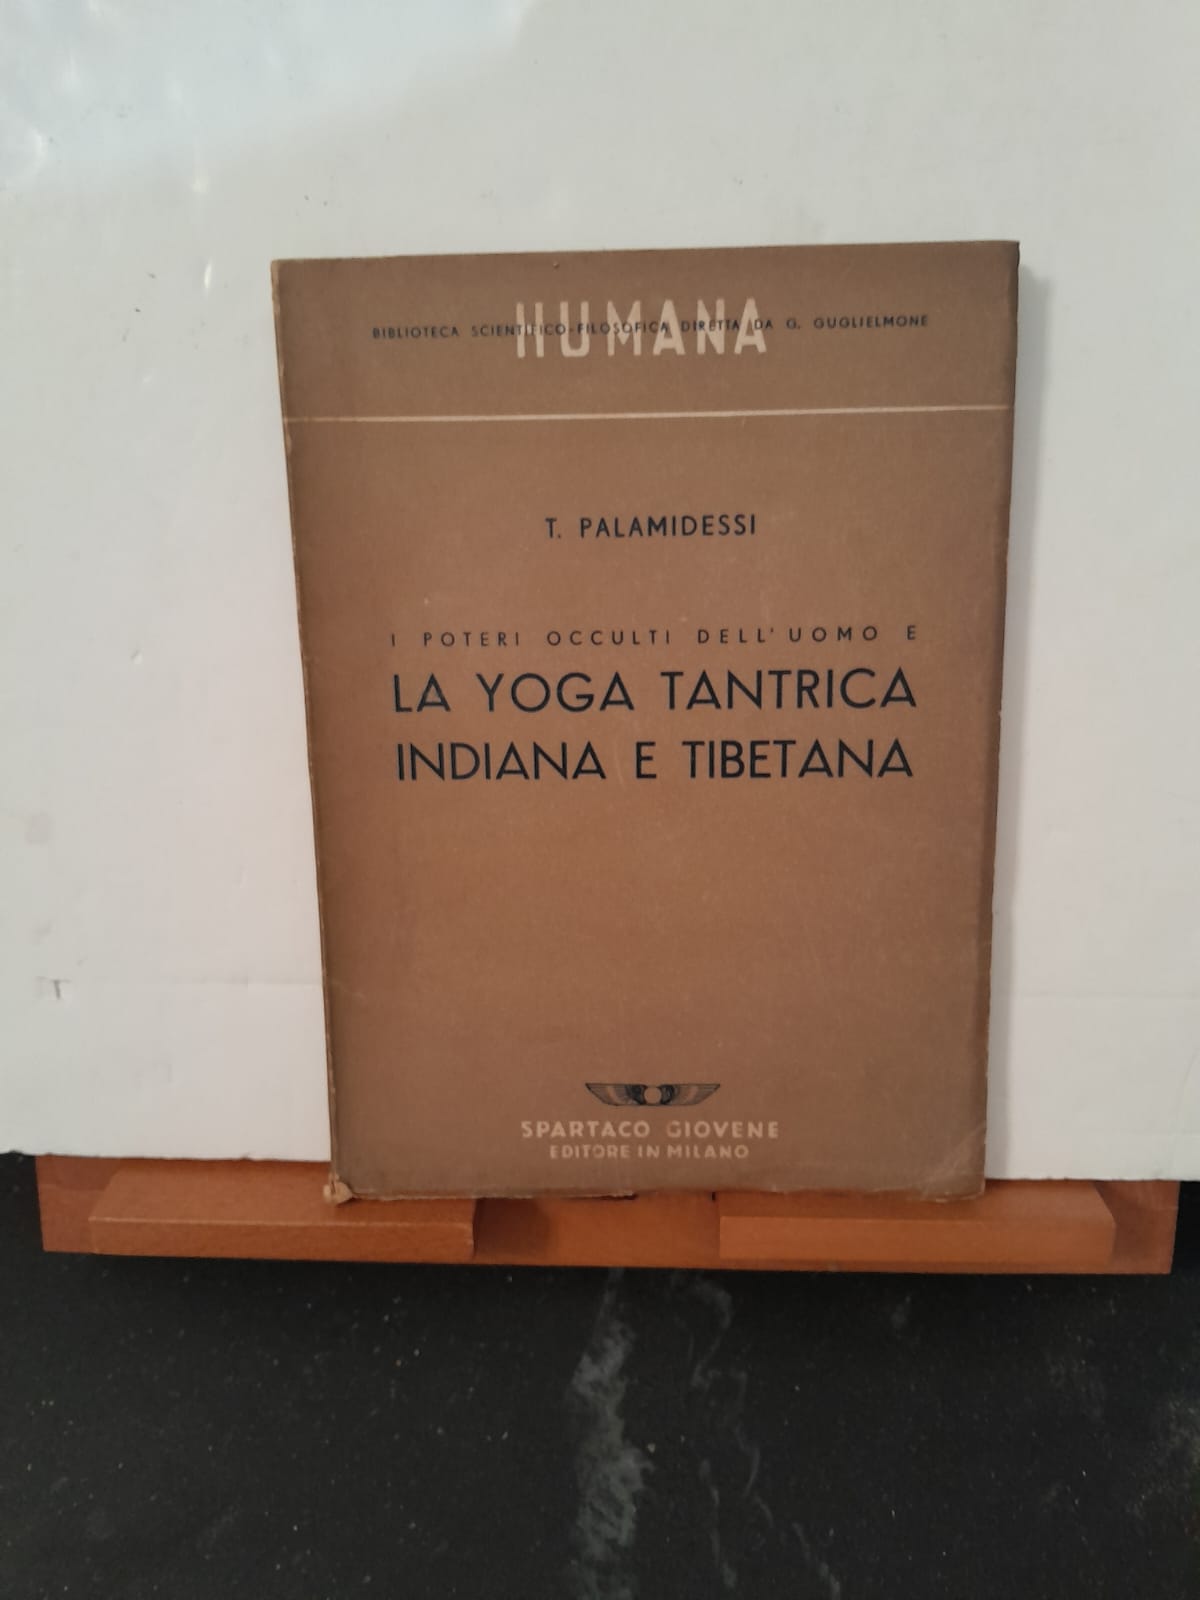 HUMANA
BIBLIOTECA SCIENTIFICO-FILOSOFICA DIRETTA DA G. GUGLIELMONE
T. PALAMIDESSI
I POTERI OCCULTI DELL'UOMO E
LA YOGA TANTRICA
INDIANA E TIBETANA
SPARTACO GIOVENE
EDITORE IN MILANO